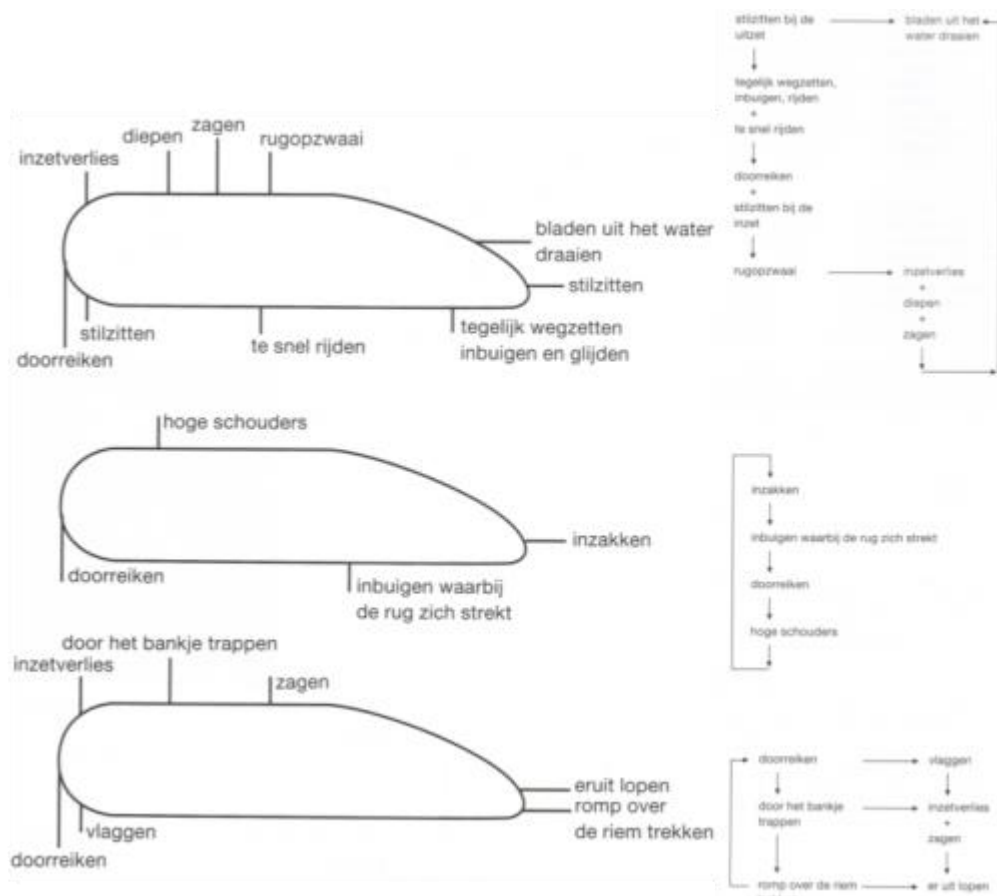 zagen
diepen
rugopzwaai
inzetverlies
bladen uit het water
draaien
stilzitten
tegelijk wegzetten
inbuigen en glijden
te snel rijden
stilzitten
doorreiken
stilzitten bij de
uitzet
bladen uit het
water draaien
tegelijk wegzetten,
inbuigen, rijden
+
te snel rijden
doorreiken
+
stilzitten bij de
inzet
rugopzwaai
inzetverlies
+
diepen
+
zagen
hoge schouders
inzakken
inbuigen waarbij
de rug zich strekt
doorreiken
inzakken
inbuigen waarbij de rug zich strekt
doorreiken
hoge schouders
door het bankje trappen
inzetverlies
zagen
eruit lopen
romp over
de riem trekken
vlaggen
doorreiken
doorreiken
vlaggen
door het bankje
trappen
inzetverlies
+
zagen
romp over de riem
er uit lopen